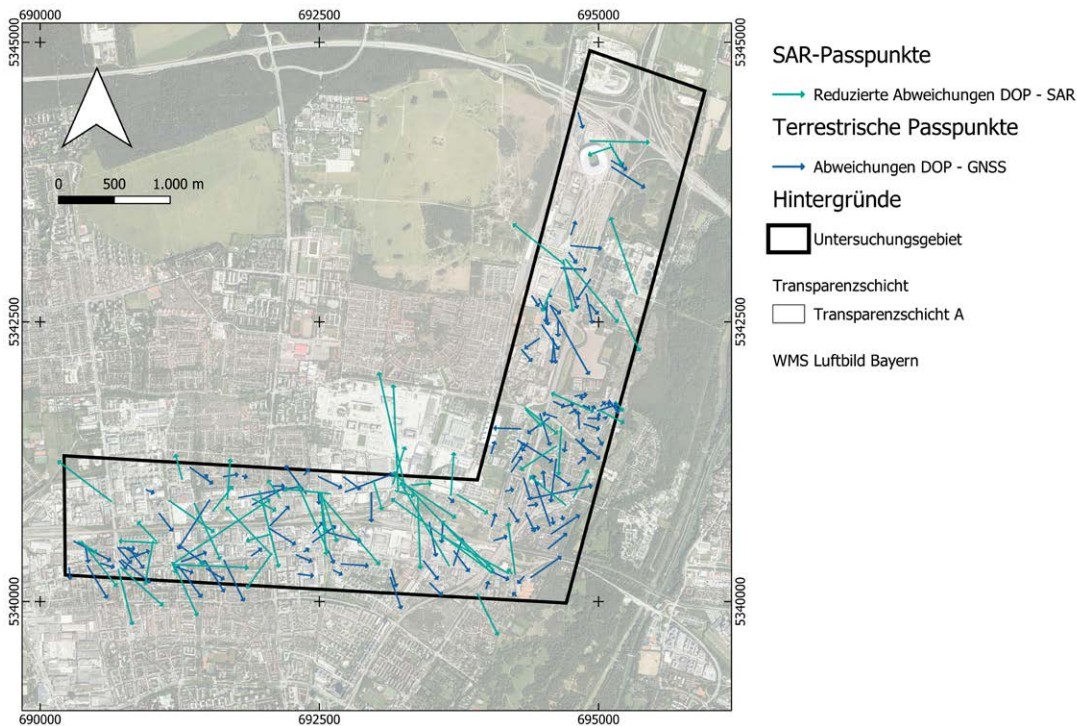 690000 692500 695000
5345000 5345000
0 500 1.000 m
5342500 5342500
5340000 5340000
690000 692500 695000
SAR-Passpunkte
Reduzierte Abweichungen DOP - SAR
Terrestrische Passpunkte
Abweichungen DOP - GNSS
Hintergründe
Untersuchungsgebiet
Transparenzschicht
Transparenzschicht A
WMS Luftbild Bayern